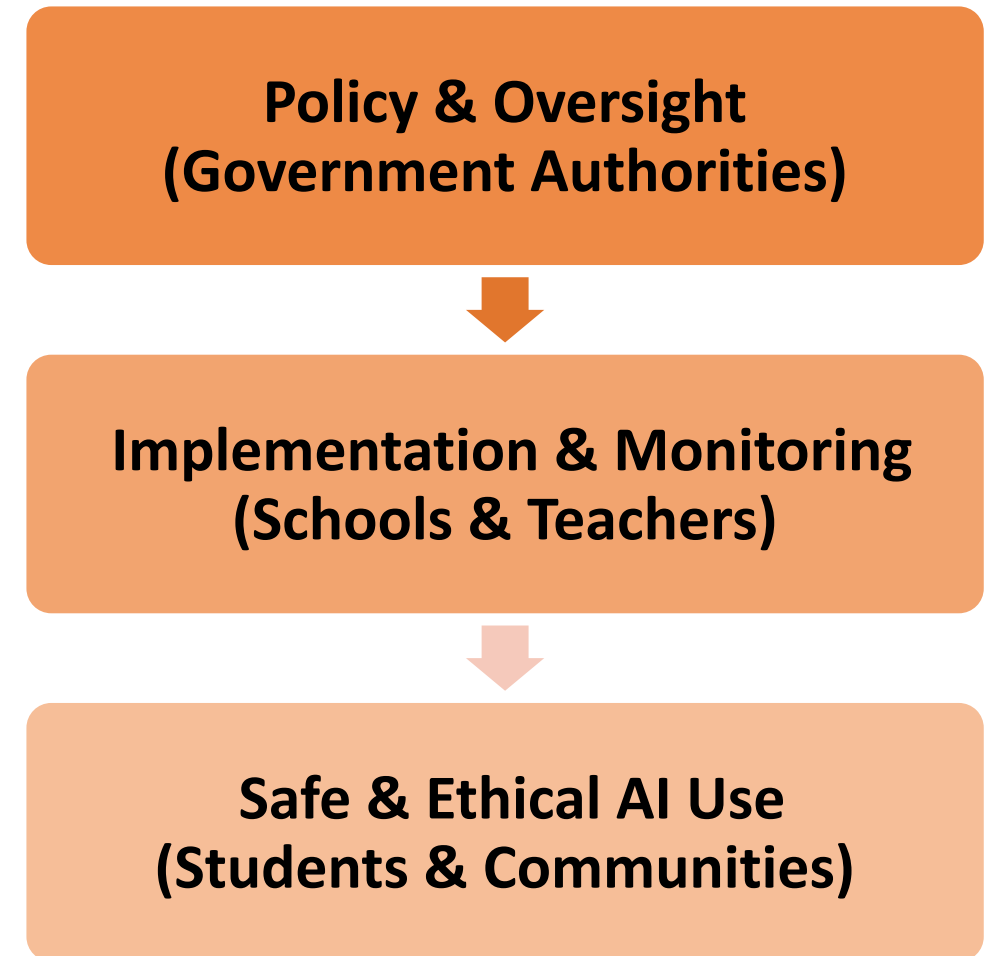 Policy & Oversight
(Government Authorities)
Implementation & Monitoring
(Schools & Teachers)
Safe & Ethical AI Use
(Students & Communities)